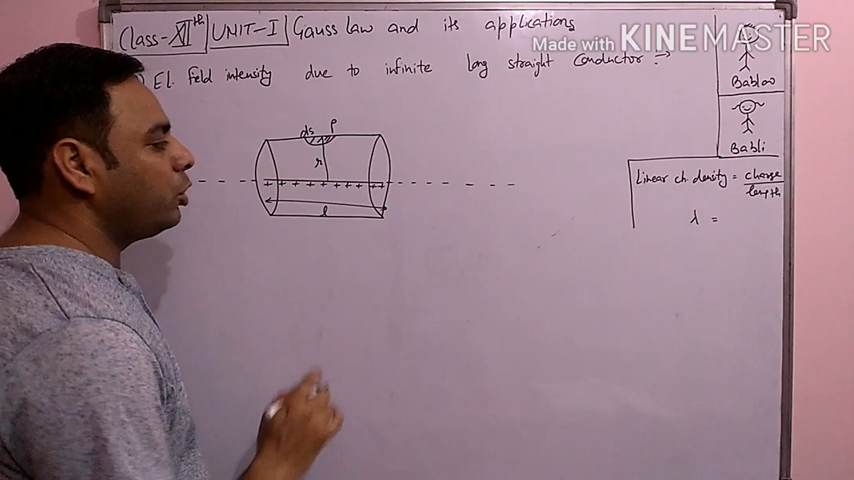 Class-XIth UNIT-I Gauss law and its applications
Made with KINEMASTER
El. field intensity due to infinite long straight conductor :→
Babloo
ds P
Babli
r
Linear ch. density = charge/length
+ + + + + + + + + +
l
λ =